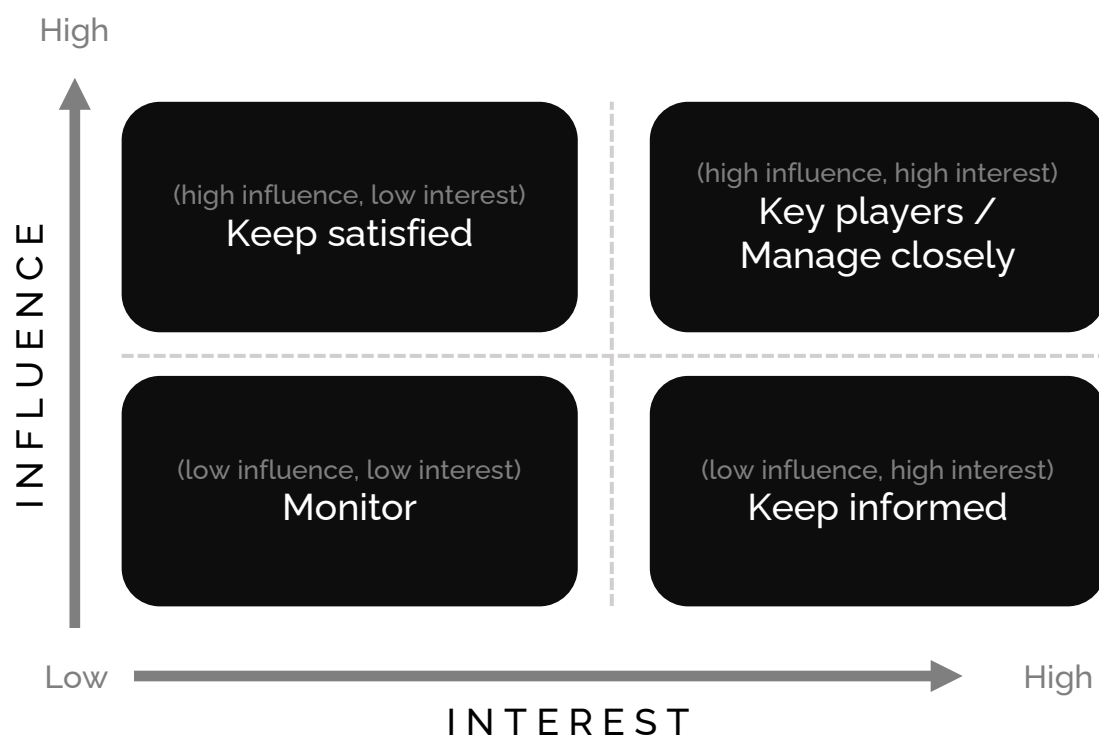 High
(high influence, low interest)
Keep satisfied
(high influence, high interest)
Key players /
Manage closely
INFLUENCE
(low influence, low interest)
Monitor
(low influence, high interest)
Keep informed
Low
High
INTEREST